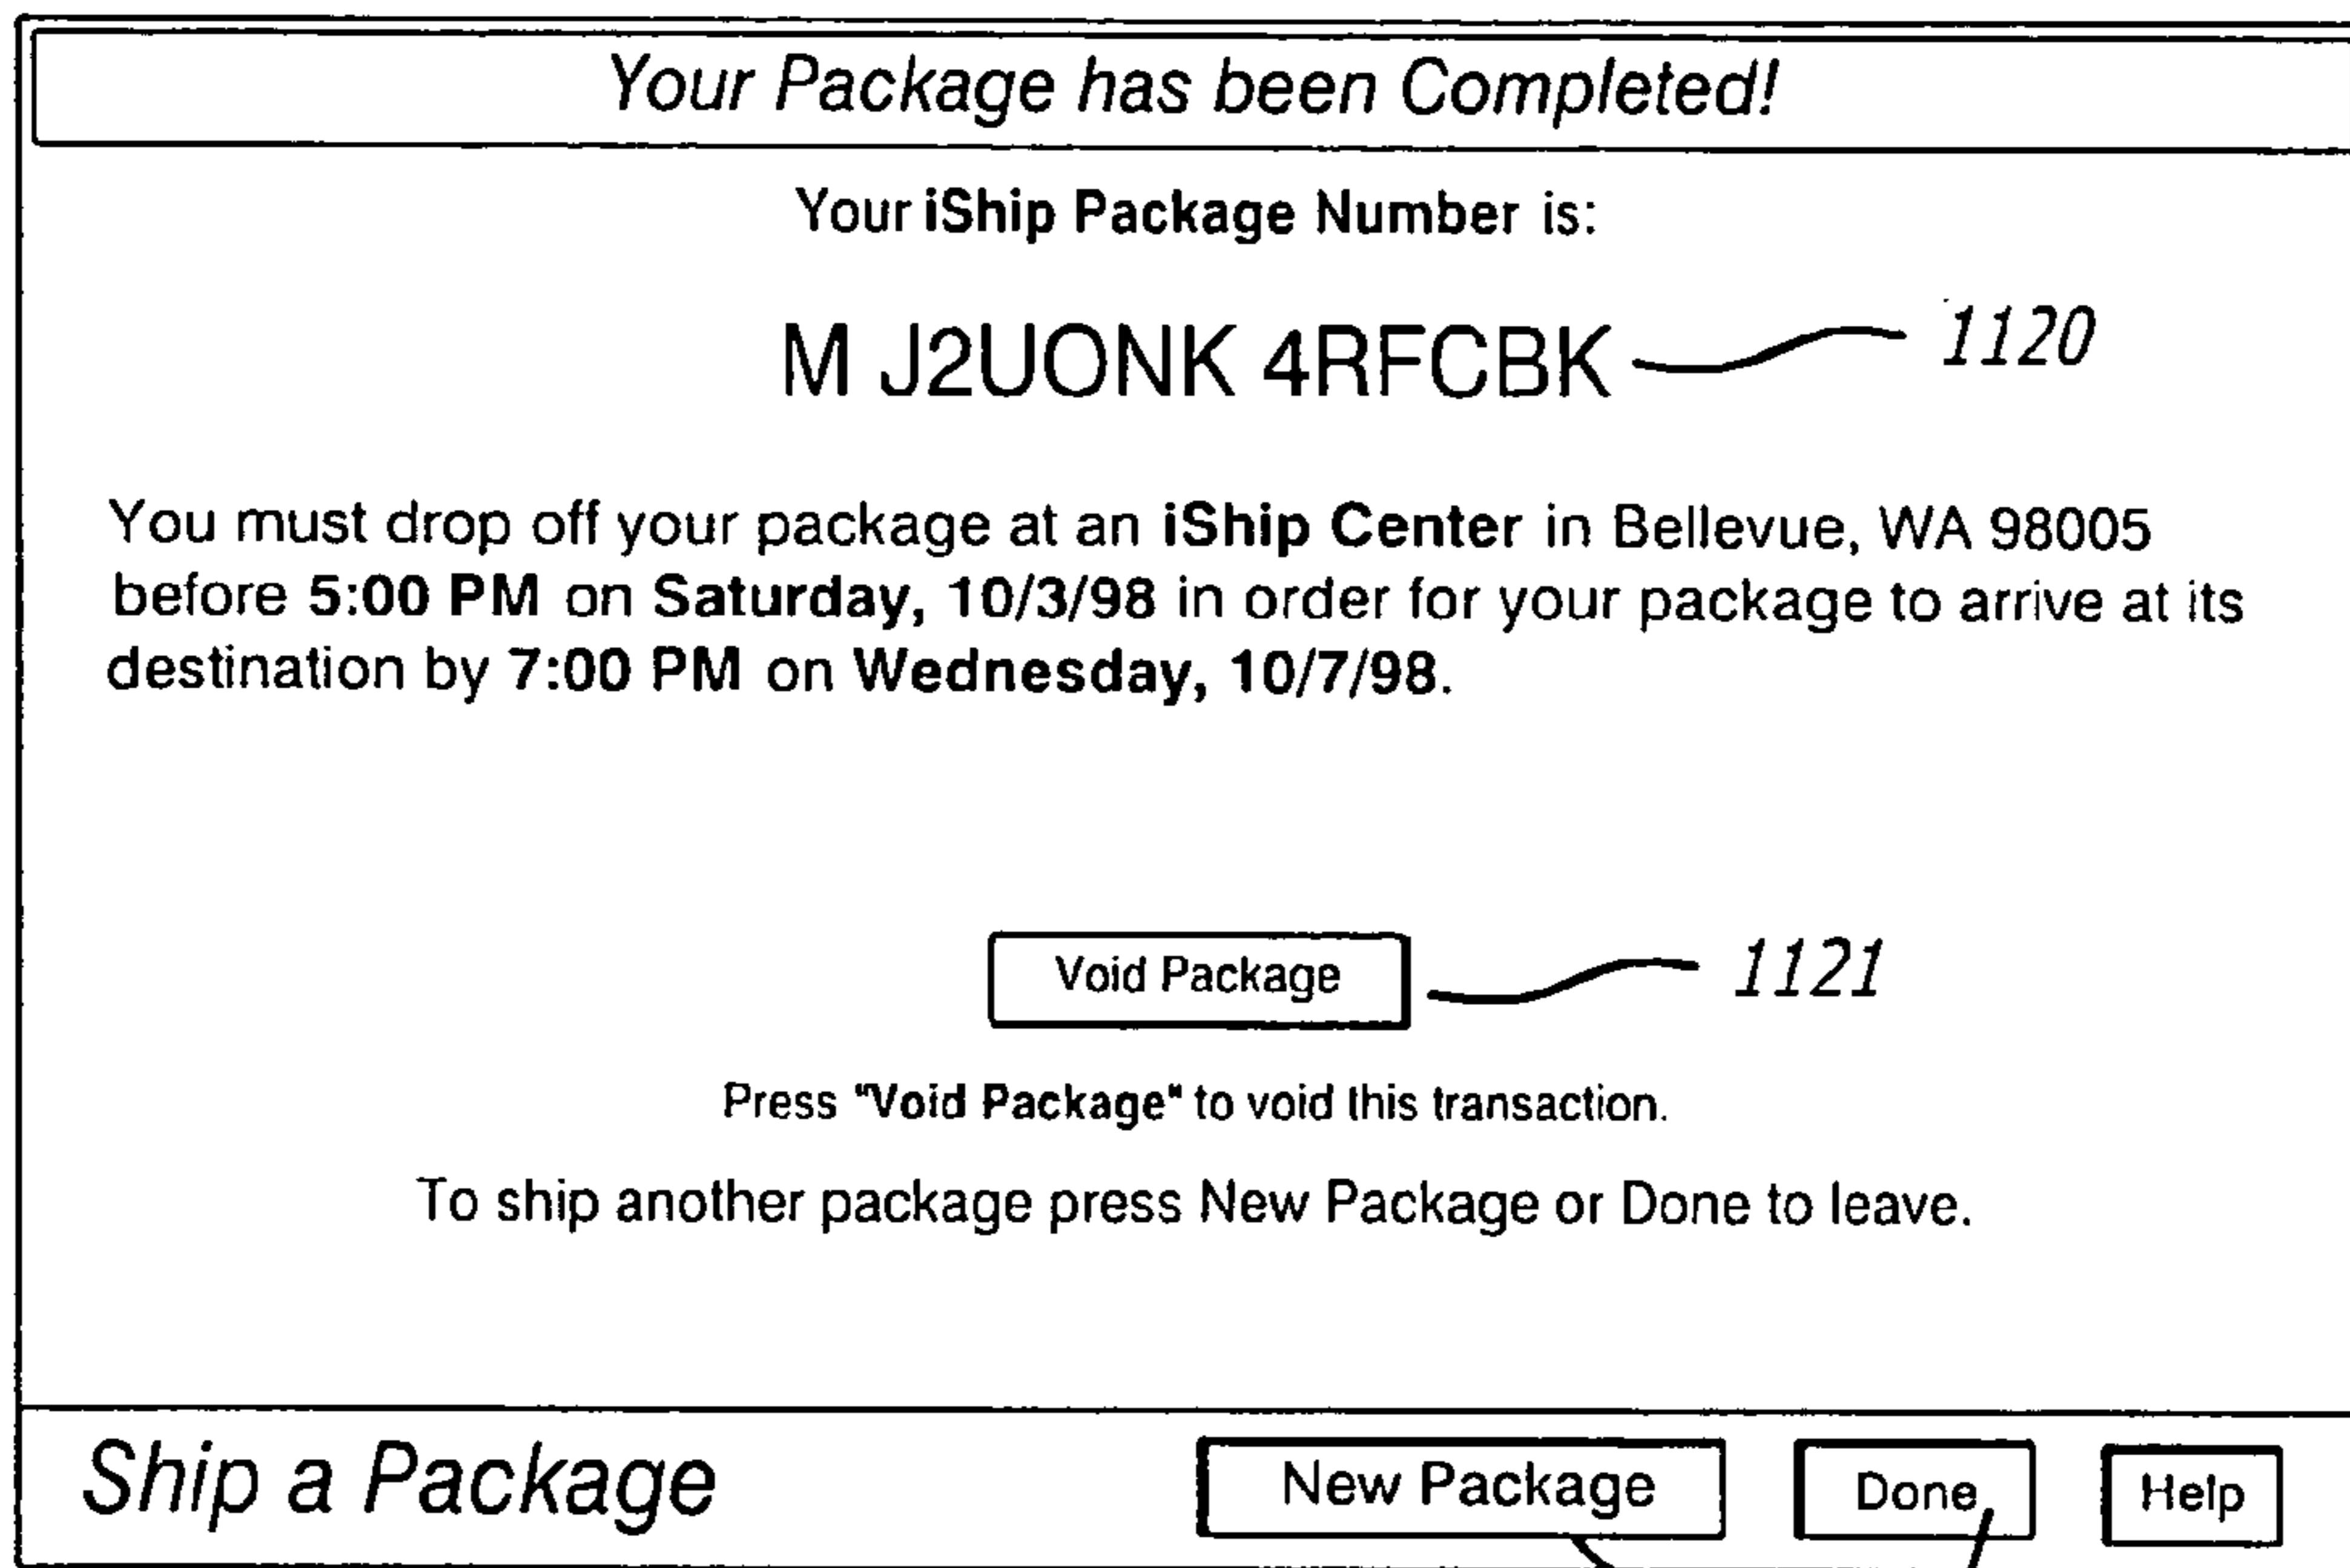 Your Package has been Completed!
Your iShip Package Number is:
M J2UONK 4RFCBK
1120
You must drop off your package at an iShip Center in Bellevue, WA 98005
before 5:00 PM on Saturday, 10/3/98 in order for your package to arrive at its
destination by 7:00 PM on Wednesday, 10/7/98.
Void Package
1121
Press "Void Package" to void this transaction.
To ship another package press New Package or Done to leave.
Ship a Package
New Package
Done
Help